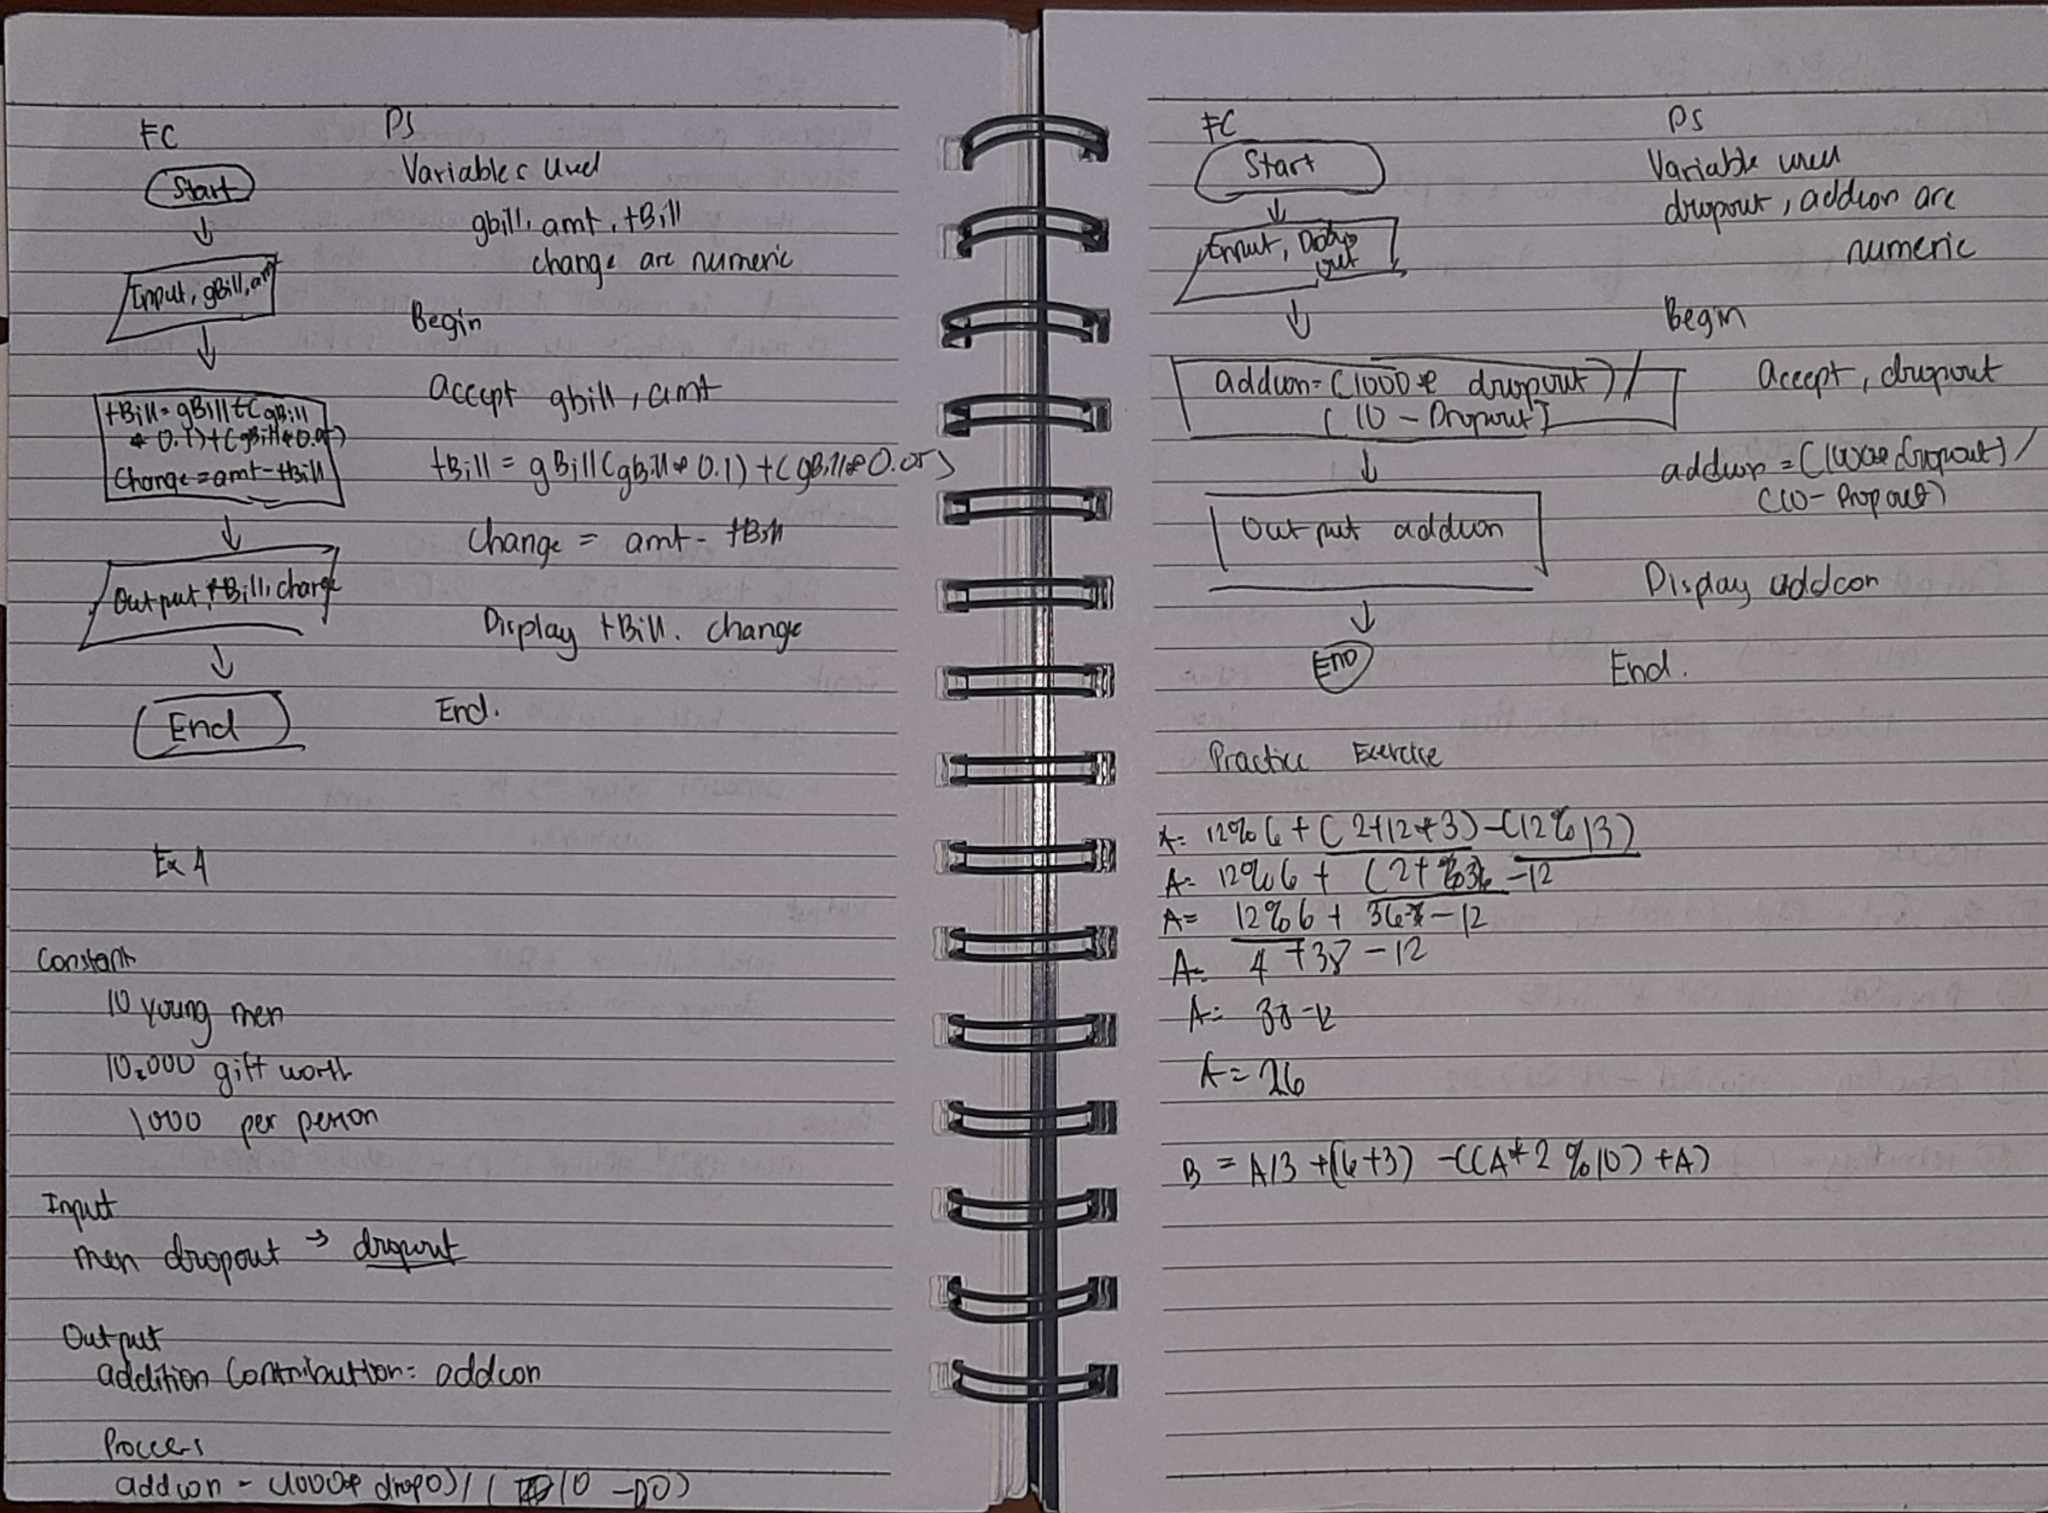 FC
Start
Input, gBill, amt
tBill = gBill + (gBill
* 0.1) + (gBill * 0.05)
Change = amt - tBill
Output, tBill, change
End
PS
Variables Used
gbill, amt, tBill
change are numeric
Begin
accept gbill, amt
tBill = gBill (gBill * 0.1) + (gBill * 0.05)
Change = amt - tBill
Display tBill. change
End.
Ex 4
Constant
10 young men
10,000 gift worth
1000 per person
Input
men dropout → dropout
Output
addition Contribution: addcon
Process
addcon = (1000 * dropO) / (10 - DO)
FC
Start
Input, Drop
out
addcon = (1000 * dropout) /
(10 - Dropout)
Output addcon
End
PS
Variable used
dropout, addcon are
numeric
Begin
Accept, dropout
addcon = (1000 * dropout) /
(10 - Dropout)
Display addcon
End.
Practice Exercise
A = 12 % 6 + (2 + 12 * 3) - (12 % 13)
A = 12 % 6 + (2 + 36 - 12
A = 12 % 6 + 38 - 12
A = + 38 - 12
A = 38 - 12
A = 26
B = A / 3 + (6 + 3) - ((A * 2 % 10) + A)